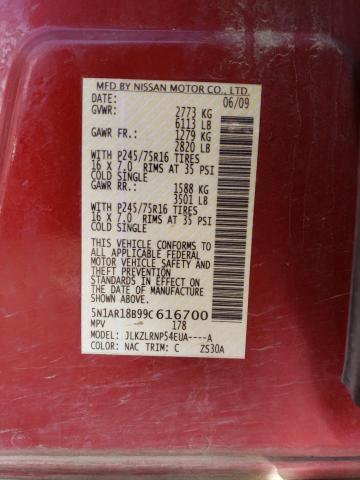 MFD BY NISSAN MOTOR CO., LTD.
DATE: 06/09
GVWR: 2773 KG
6113 LB
GAWR FR.: 1279 KG
2820 LB
WITH P245/75R16 TIRES
16 X 7.0 RIMS AT 35 PSI
COLD SINGLE
GAWR RR.: 1588 KG
3501 LB
WITH P245/75R16 TIRES
16 X 7.0 RIMS AT 35 PSI
COLD SINGLE
THIS VEHICLE CONFORMS TO
ALL APPLICABLE FEDERAL
MOTOR VEHICLE SAFETY AND
THEFT PREVENTION
STANDARDS IN EFFECT ON
THE DATE OF MANUFACTURE
SHOWN ABOVE.
5N1AR18B99C616700
MPV 178
MODEL: JLKZLRNP54EUA----A
COLOR: NAC TRIM: C ZS30A